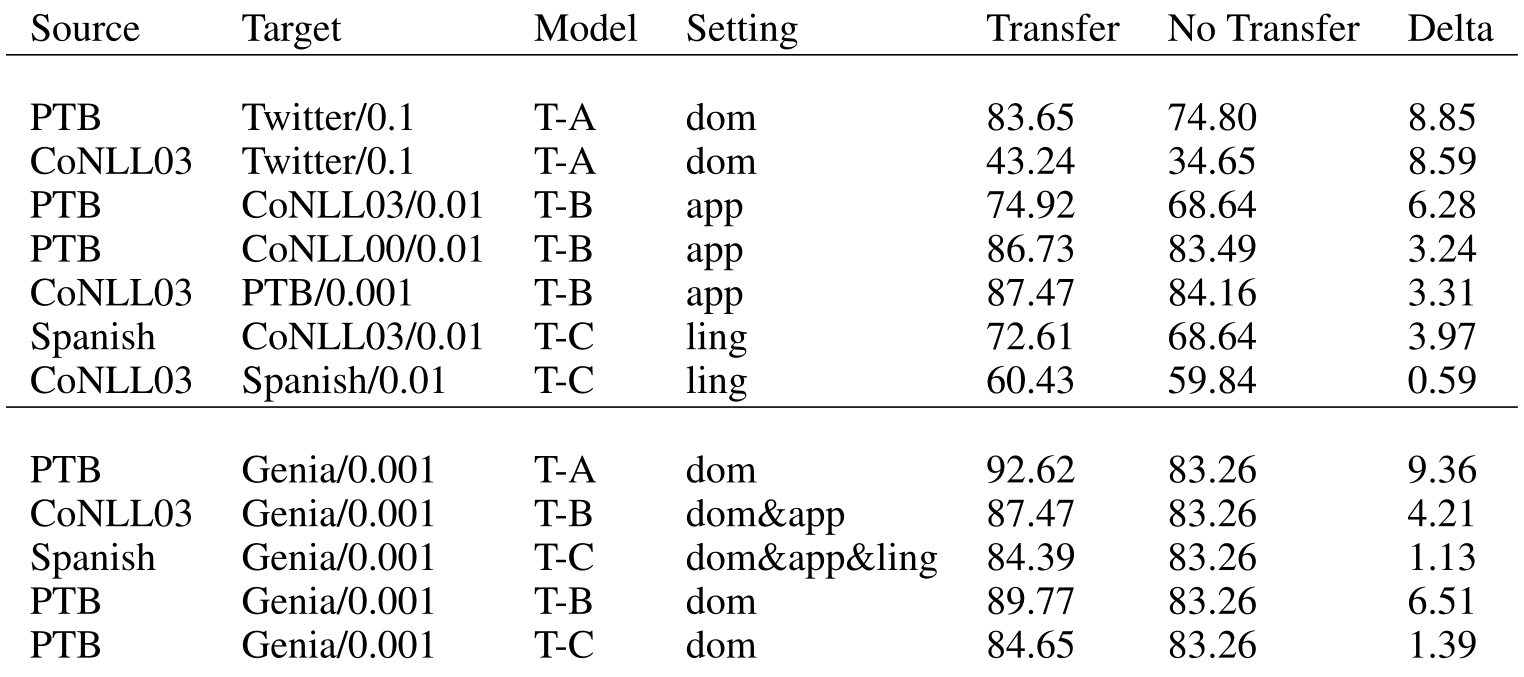 Source Target Model Setting Transfer No Transfer Delta
PTB Twitter/0.1 T-A dom 83.65 74.80 8.85
CoNLL03 Twitter/0.1 T-A dom 43.24 34.65 8.59
PTB CoNLL03/0.01 T-B app 74.92 68.64 6.28
PTB CoNLL00/0.01 T-B app 86.73 83.49 3.24
CoNLL03 PTB/0.001 T-B app 87.47 84.16 3.31
Spanish CoNLL03/0.01 T-C ling 72.61 68.64 3.97
CoNLL03 Spanish/0.01 T-C ling 60.43 59.84 0.59
PTB Genia/0.001 T-A dom 92.62 83.26 9.36
CoNLL03 Genia/0.001 T-B dom&app 87.47 83.26 4.21
Spanish Genia/0.001 T-C dom&app&ling 84.39 83.26 1.13
PTB Genia/0.001 T-B dom 89.77 83.26 6.51
PTB Genia/0.001 T-C dom 84.65 83.26 1.39